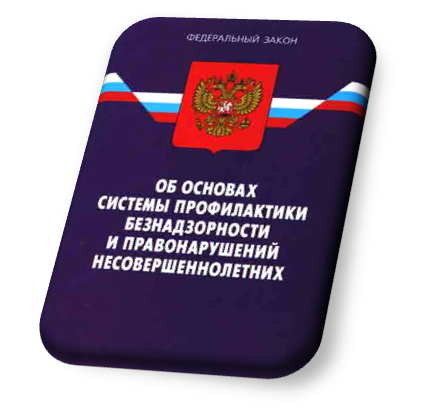 ФЕДЕРАЛЬНЫЙ ЗАКОН
ОБ ОСНОВАХ
СИСТЕМЫ ПРОФИЛАКТИКИ
БЕЗНАДЗОРНОСТИ
И ПРАВОНАРУШЕНИЙ
НЕСОВЕРШЕННОЛЕТНИХ